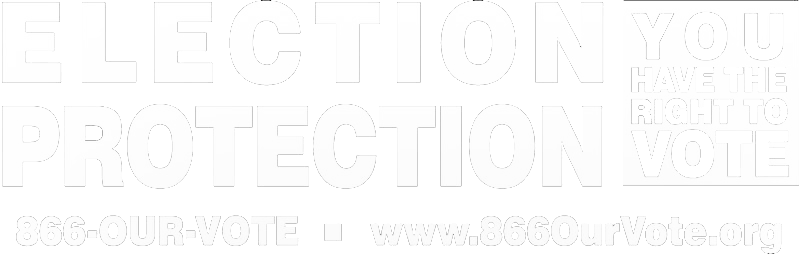 ELECTION
PROTECTION
YOU
HAVE THE
RIGHT TO
VOTE
866-OUR-VOTE ▪ www.866OurVote.org